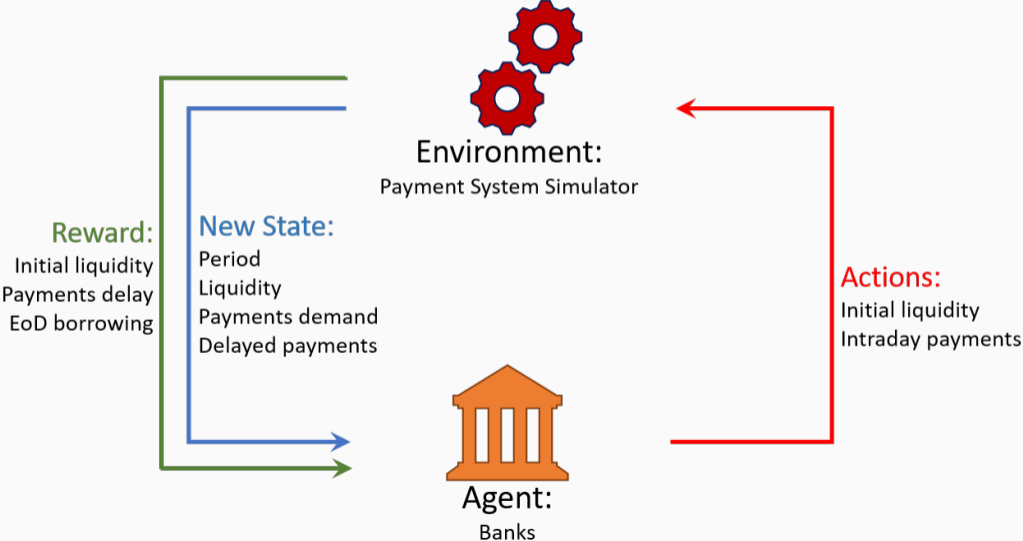 Environment:
Payment System Simulator
Reward:
Initial liquidity
Payments delay
EoD borrowing
New State:
Period
Liquidity
Payments demand
Delayed payments
Actions:
Initial liquidity
Intraday payments
Agent:
Banks